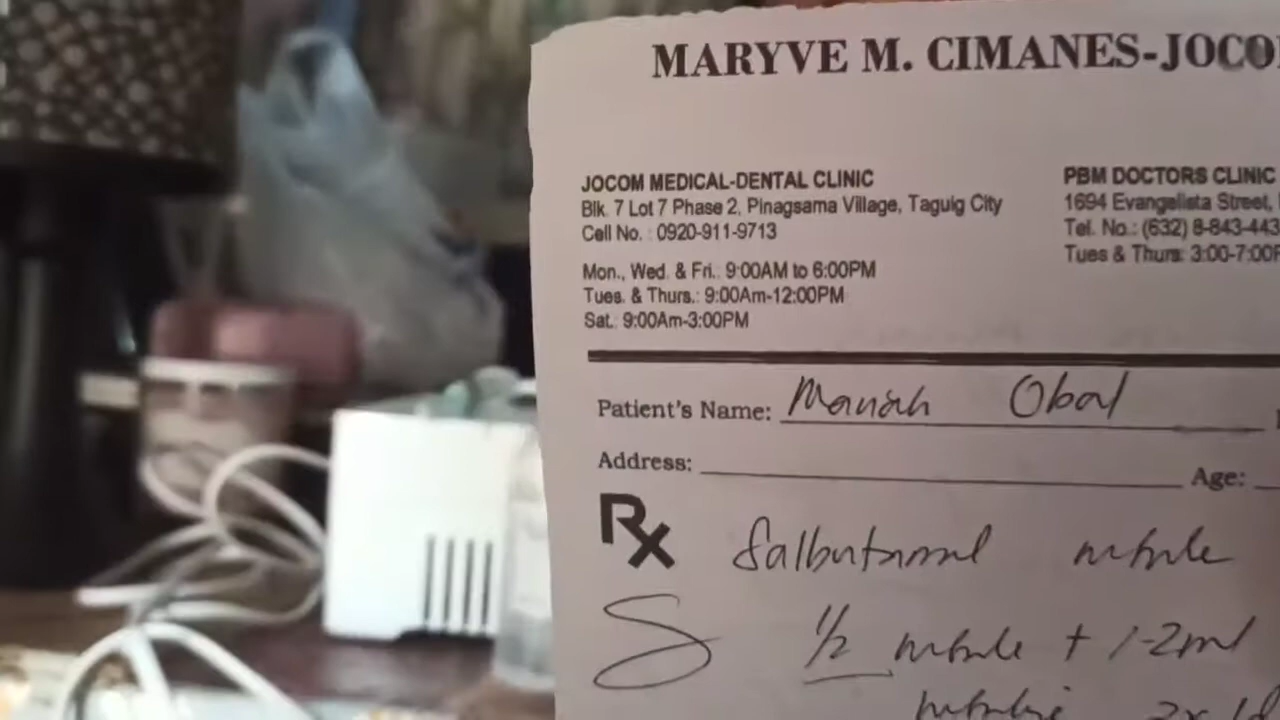 MARYVE M. CIMANES-JOCO
JOCOM MEDICAL-DENTAL CLINIC
Blk. 7 Lot 7 Phase 2, Pinagsama Village, Taguig City
Cell No. : 0920-911-9713
Mon., Wed. & Fri.: 9:00AM to 6:00PM
Tues. & Thurs.: 9:00Am-12:00PM
Sat.: 9:00Am-3:00PM
PBM DOCTORS CLINIC
1694 Evangelista Street,
Tel. No.: (632) 8-843-443
Tues & Thurs: 3:00-7:00P
Patient's Name: Mariah Obal
Address:
Age:
Rx Salbutamol nebule
S 1/2 nebule + 1-2ml